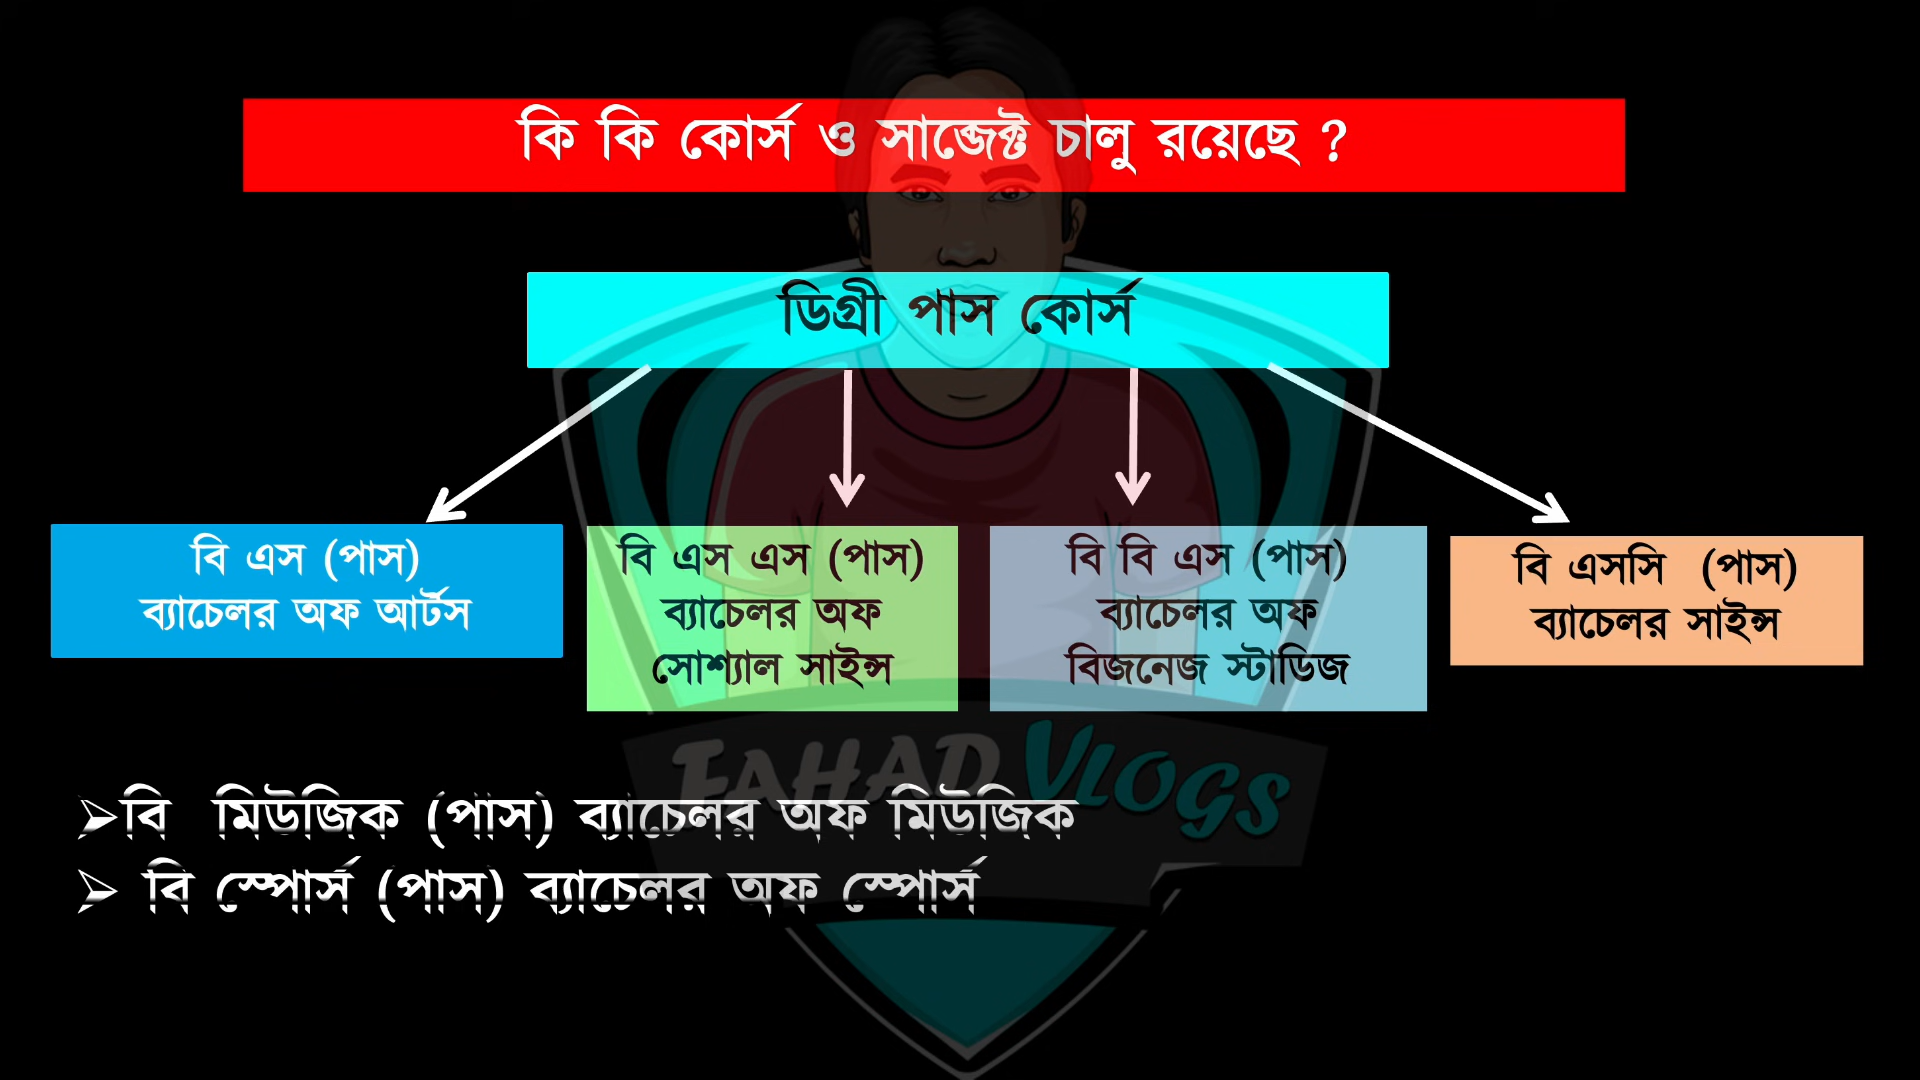 কি কি কোর্স ও সাব্জেক্ট চালু রয়েছে ?
ডিগ্রী পাস কোর্স
বি এস (পাস)
ব্যাচেলর অফ আর্টস
বি এস এস (পাস)
ব্যাচেলর অফ
সোশ্যাল সাইন্স
বি বি এস (পাস)
ব্যাচেলর অফ
বিজনেজ স্টাডিজ
বি এসসি (পাস)
ব্যাচেলর সাইন্স
FAHAD VLOGS
➢বি মিউজিক (পাস) ব্যাচেলর অফ মিউজিক
➢ বি স্পোর্স (পাস) ব্যাচেলর অফ স্পোর্স